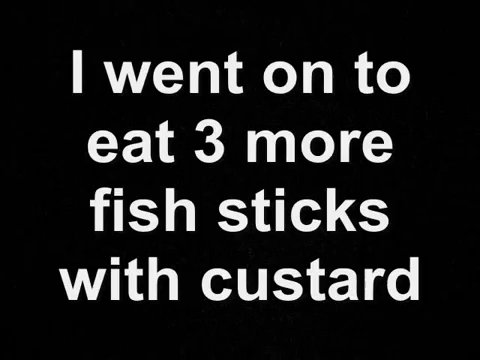 I went on to
eat 3 more
fish sticks
with custard